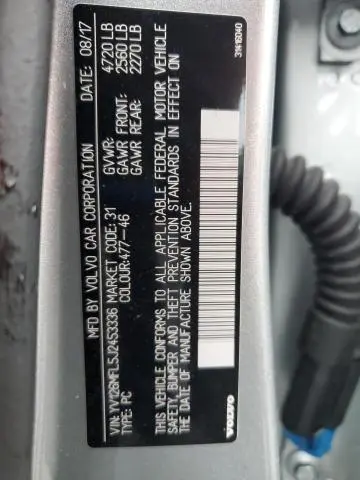 MFD BY VOLVO CAR CORPORATION DATE: 08/17
VIN: YV126MFL5J2453336 MARKET CODE: 31 GVWR: 4720 LB
TYPE: PC COLOUR:477-46 GAWR FRONT: 2560 LB
GAWR REAR: 2270 LB
THIS VEHICLE CONFORMS TO ALL APPLICABLE FEDERAL MOTOR VEHICLE
SAFETY, BUMPER AND THEFT PREVENTION STANDARDS IN EFFECT ON
THE DATE OF MANUFACTURE SHOWN ABOVE.
VOLVO
31416040